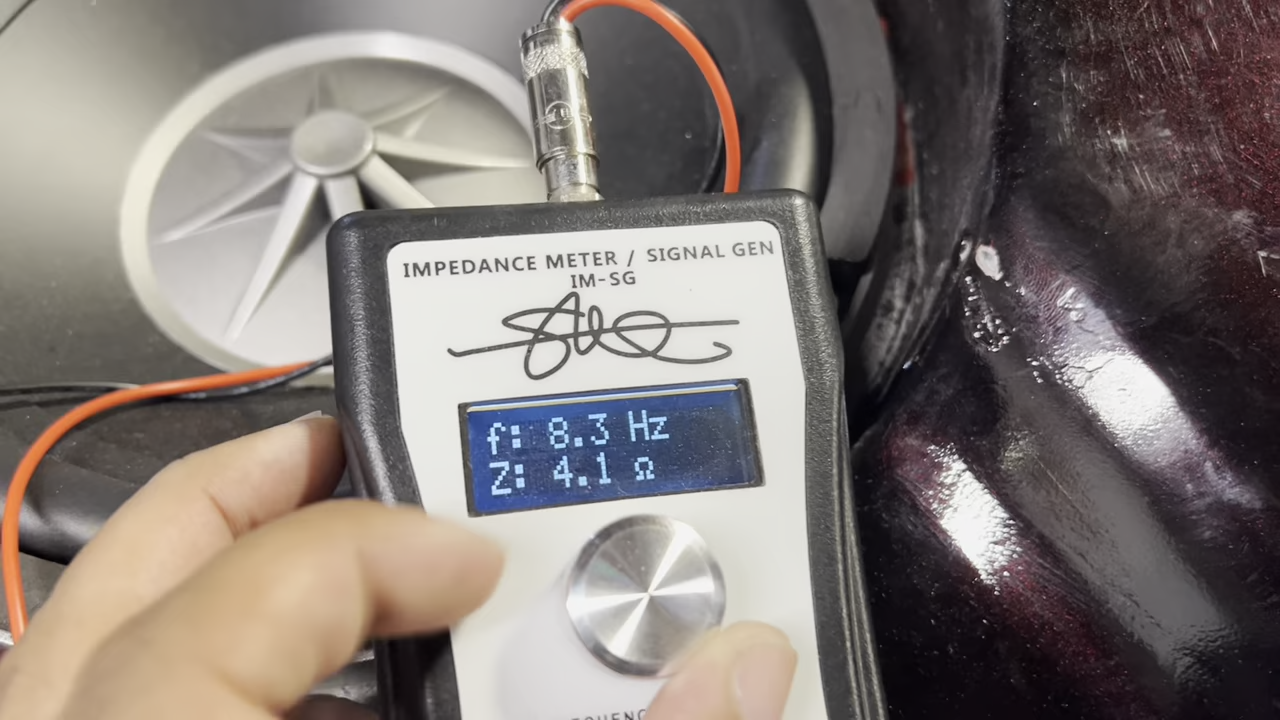 IMPEDANCE METER / SIGNAL GEN
IM-SG
f: 8.3 Hz
Z: 4.1 Ω